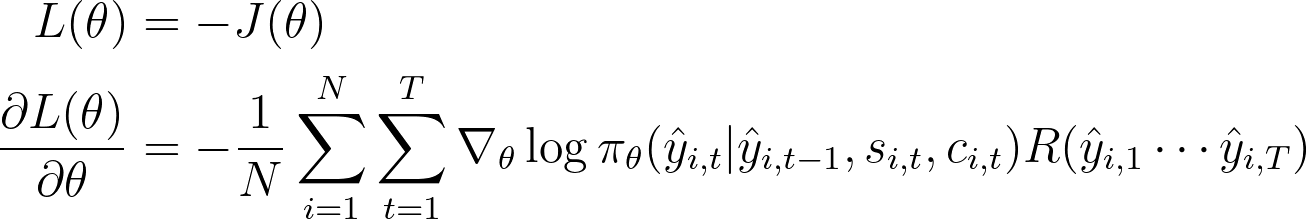 L(θ) = −J(θ)
∂L(θ)/∂θ = −1/N ∑_{i=1}^{N} ∑_{t=1}^{T} ∇_θ log π_θ(ŷ_{i,t}|ŷ_{i,t−1}, s_{i,t}, c_{i,t})R(ŷ_{i,1} ⋯ ŷ_{i,T})